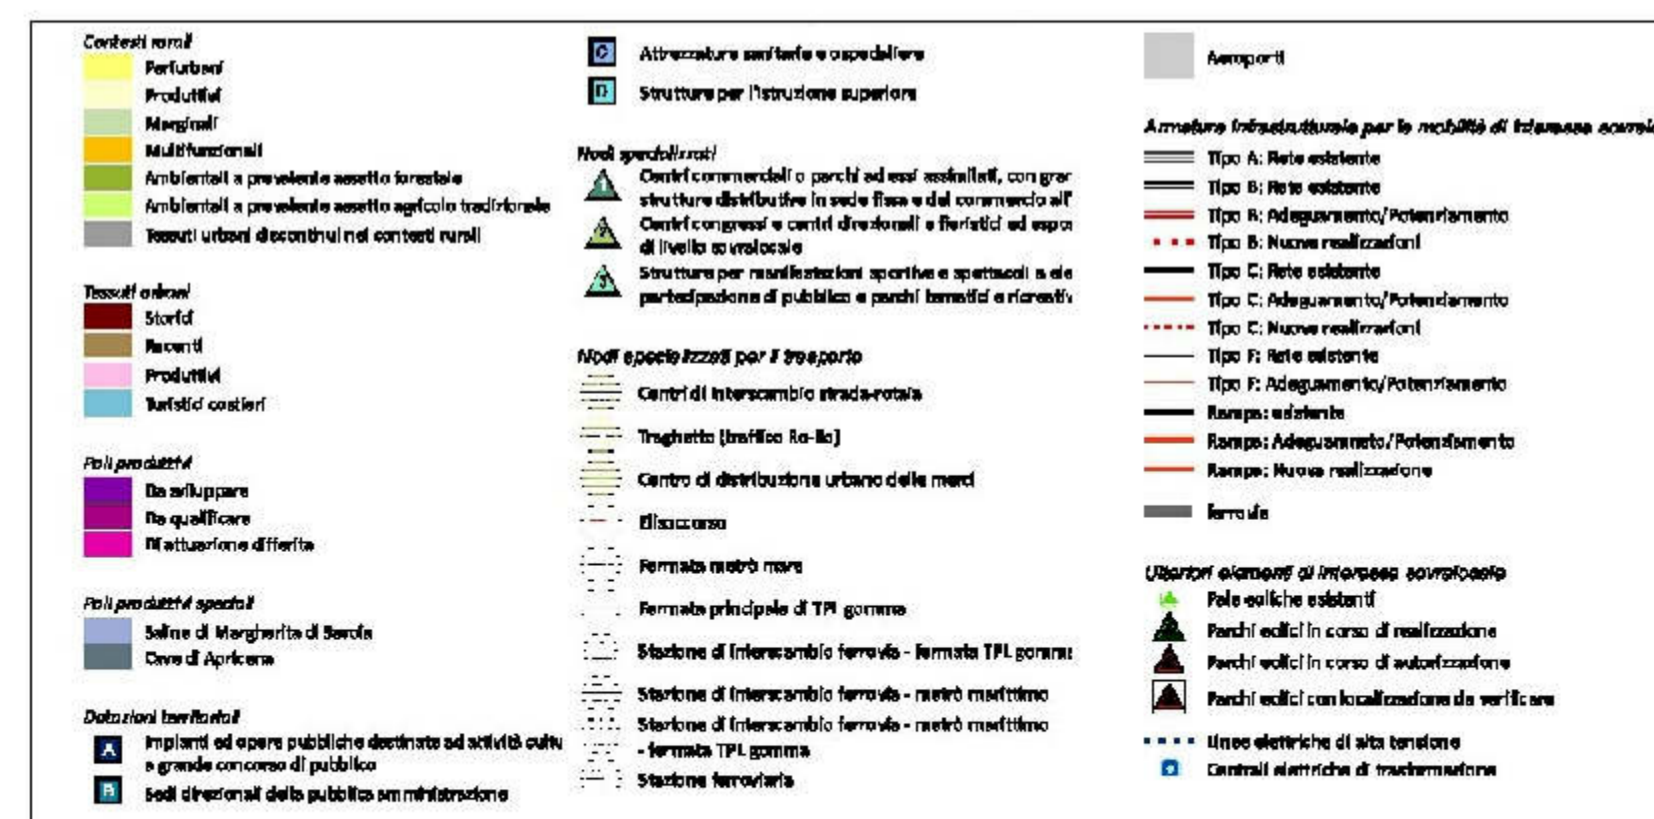 Contesti rurali
Periurbani
Produttivi
Marginali
Multifunzionali
Ambientali a prevalente assetto forestale
Ambientali a prevalente assetto agricolo tradizionale
Tessuti urbani discontinui nei contesti rurali
Tessuti urbani
Storici
Recenti
Produttivi
Turistici costieri
Poli produttivi
Da sviluppare
Da qualificare
Di attuazione differita
Poli produttivi speciali
Saline di Margherita di Savoia
Cave di Apricena
Dotazioni territoriali
A Impianti ed opere pubbliche destinate ad attività cultu
a grande concorso di pubblico
B Sedi direzionali della pubblica amministrazione
C Attrezzature sanitarie e ospedaliere
D Strutture per l'istruzione superiore
Nodi specializzati
1 Centri commerciali o parchi ad essi assimilati, con gran
strutture distributive in sede fissa e del commercio all'
2 Centri congressi e centri direzionali e fieristici ed espos
di livello sovralocale
3 Strutture per manifestazioni sportive e spettacoli a ele
partecipazione di pubblico e parchi tematici e ricreativ
Nodi specializzati per il trasporto
Centri di interscambio strada-rotaia
Traghetto (traffico Ro-Ro)
Centro di distribuzione urbano delle merci
Elisoccorso
Fermata metrò mare
Fermata principale di TPL gomma
Stazione di interscambio ferrovia - fermata TPL gomma
Stazione di interscambio ferrovia - metrò marittimo
Stazione di interscambio ferrovia - metrò marittimo
- fermata TPL gomma
Stazione ferroviaria
Aeroporti
Armatura infrastrutturale per la mobilità di interesse sovralo
Tipo A: Rete esistente
Tipo B: Rete esistente
Tipo B: Adeguamento/Potenziamento
Tipo B: Nuove realizzazioni
Tipo C: Rete esistente
Tipo C: Adeguamento/Potenziamento
Tipo C: Nuove realizzazioni
Tipo F: Rete esistente
Tipo F: Adeguamento/Potenziamento
Rampa: esistente
Rampa: Adeguamneto/Potenziamento
Rampa: Nuova realizzazione
ferrovia
Ulteriori elementi di interesse sovralocale
Pale eoliche esistenti
Parchi eolici in corso di realizzazione
Parchi eolici in corso di autorizzazione
Parchi eolici con localizzazione da verificare
Linee elettriche di alta tensione
Centrali elettriche di trasformazione